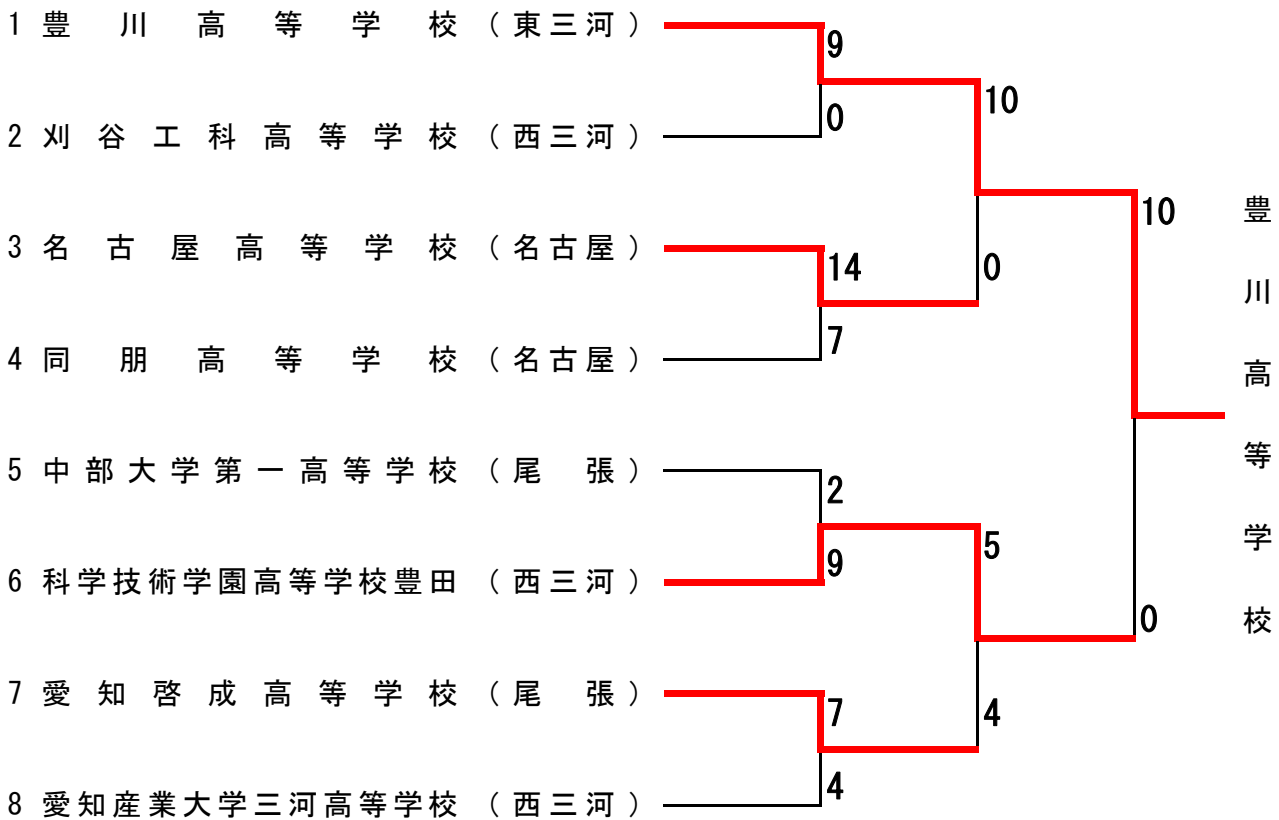 1 豊川高等学校 (東三河)
9
10
0
2 刈谷工科高等学校 (西三河)
10
豊川高等学校
3 名古屋高等学校 (名古屋)
14
0
7
4 同朋高等学校 (名古屋)
5 中部大学第一高等学校 (尾張)
2
5
9
6 科学技術学園高等学校豊田 (西三河)
0
7 愛知啓成高等学校 (尾張)
7
4
4
8 愛知産業大学三河高等学校 (西三河)